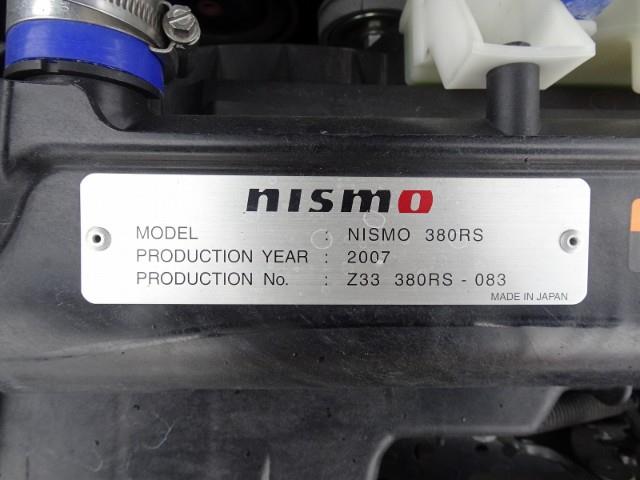 nismo
MODEL : NISMO 380RS
PRODUCTION YEAR : 2007
PRODUCTION No. : Z33 380RS - 083
MADE IN JAPAN